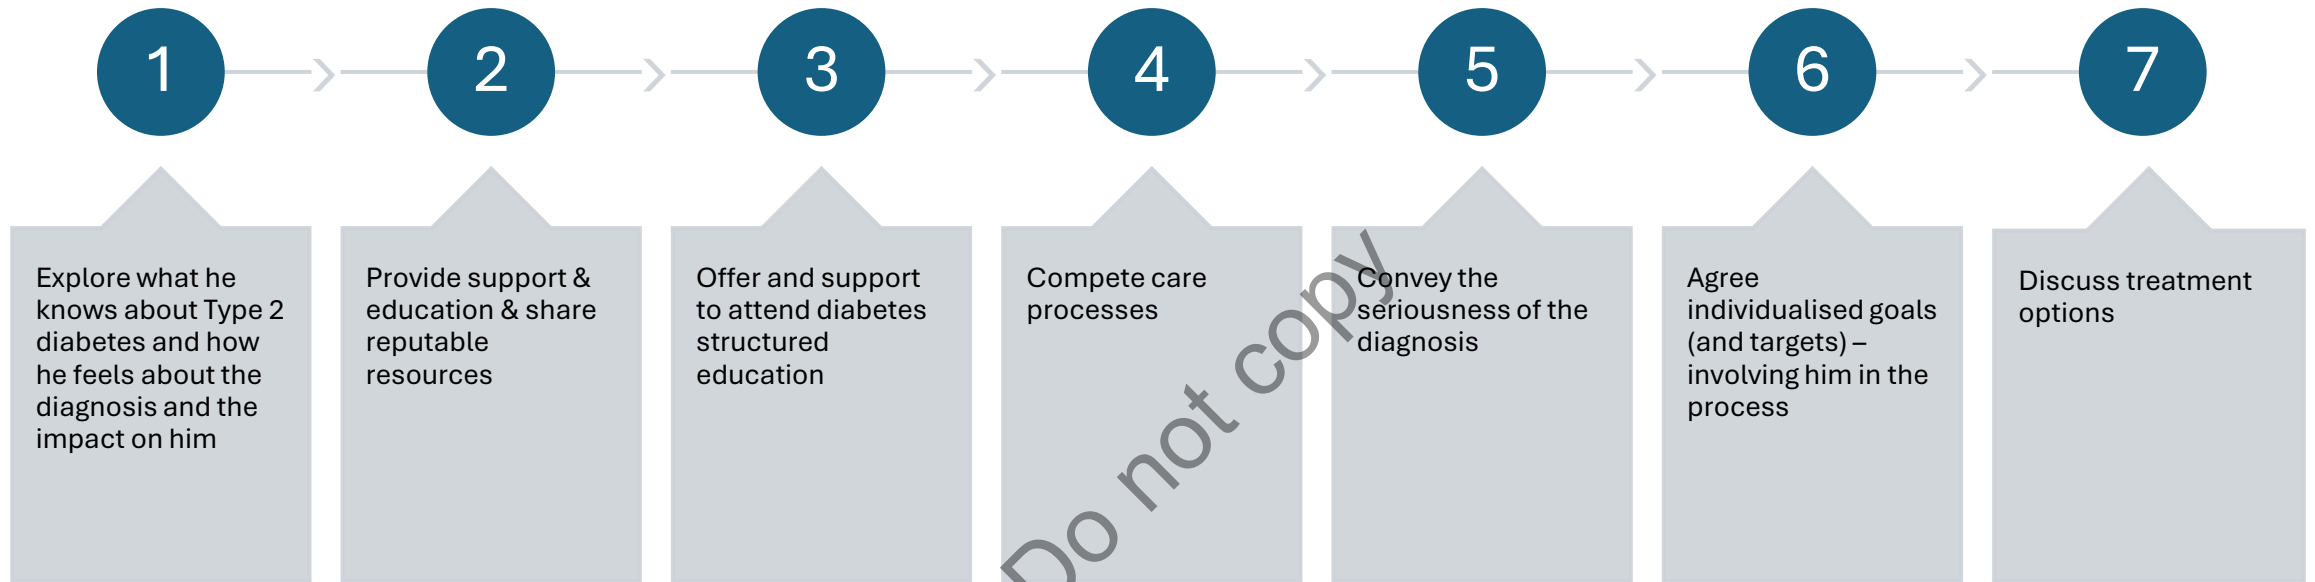 1
2
3
4
5
6
7
Explore what he
knows about Type 2
diabetes and how
he feels about the
diagnosis and the
impact on him
Provide support &
education & share
reputable
resources
Offer and support
to attend diabetes
structured
education
Compete care
processes
Convey the
seriousness of the
diagnosis
Agree
individualised goals
(and targets) –
involving him in the
process
Discuss treatment
options
Do not copy